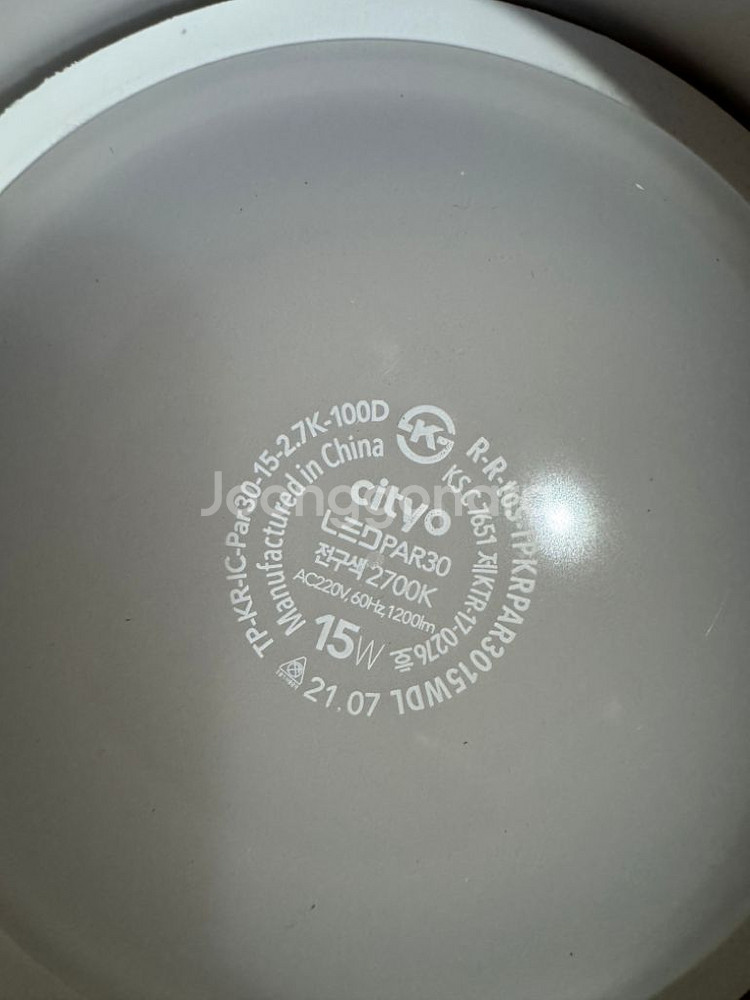 TP-KR-IC-Par30-15-2.7K-100D
Manufactured in China
K
KS C 7651 제KTR-17-0276호
cityo
LED PAR30
전구색 2700K
AC220V, 60Hz, 1200lm
15W
21.07
Joonggonara